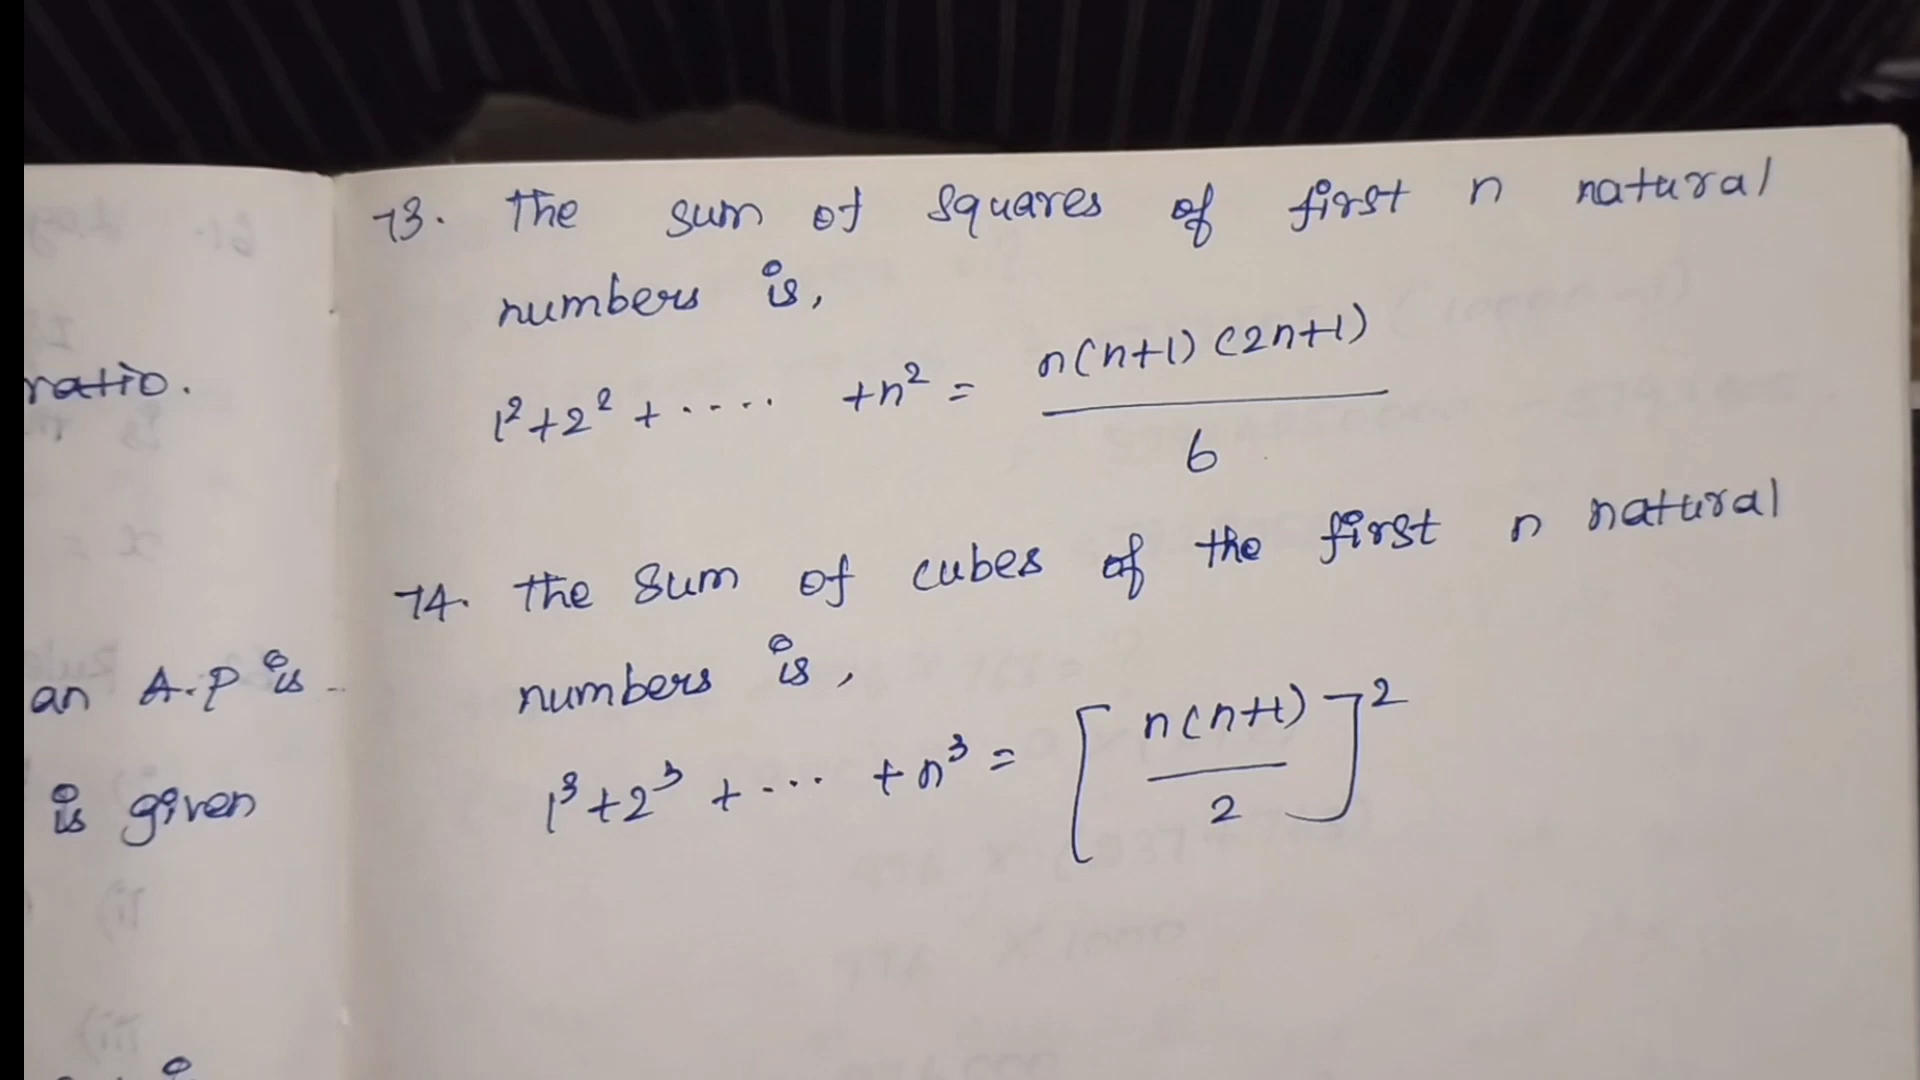 ratio.
an A.P is
is given
73. The sum of squares of first n natural
numbers is,
1²+2²+.... +n² = n(n+1)(2n+1)
6
74. The sum of cubes of the first n natural
numbers is,
1³+2³+... +n³ = [n(n+1)/2]²